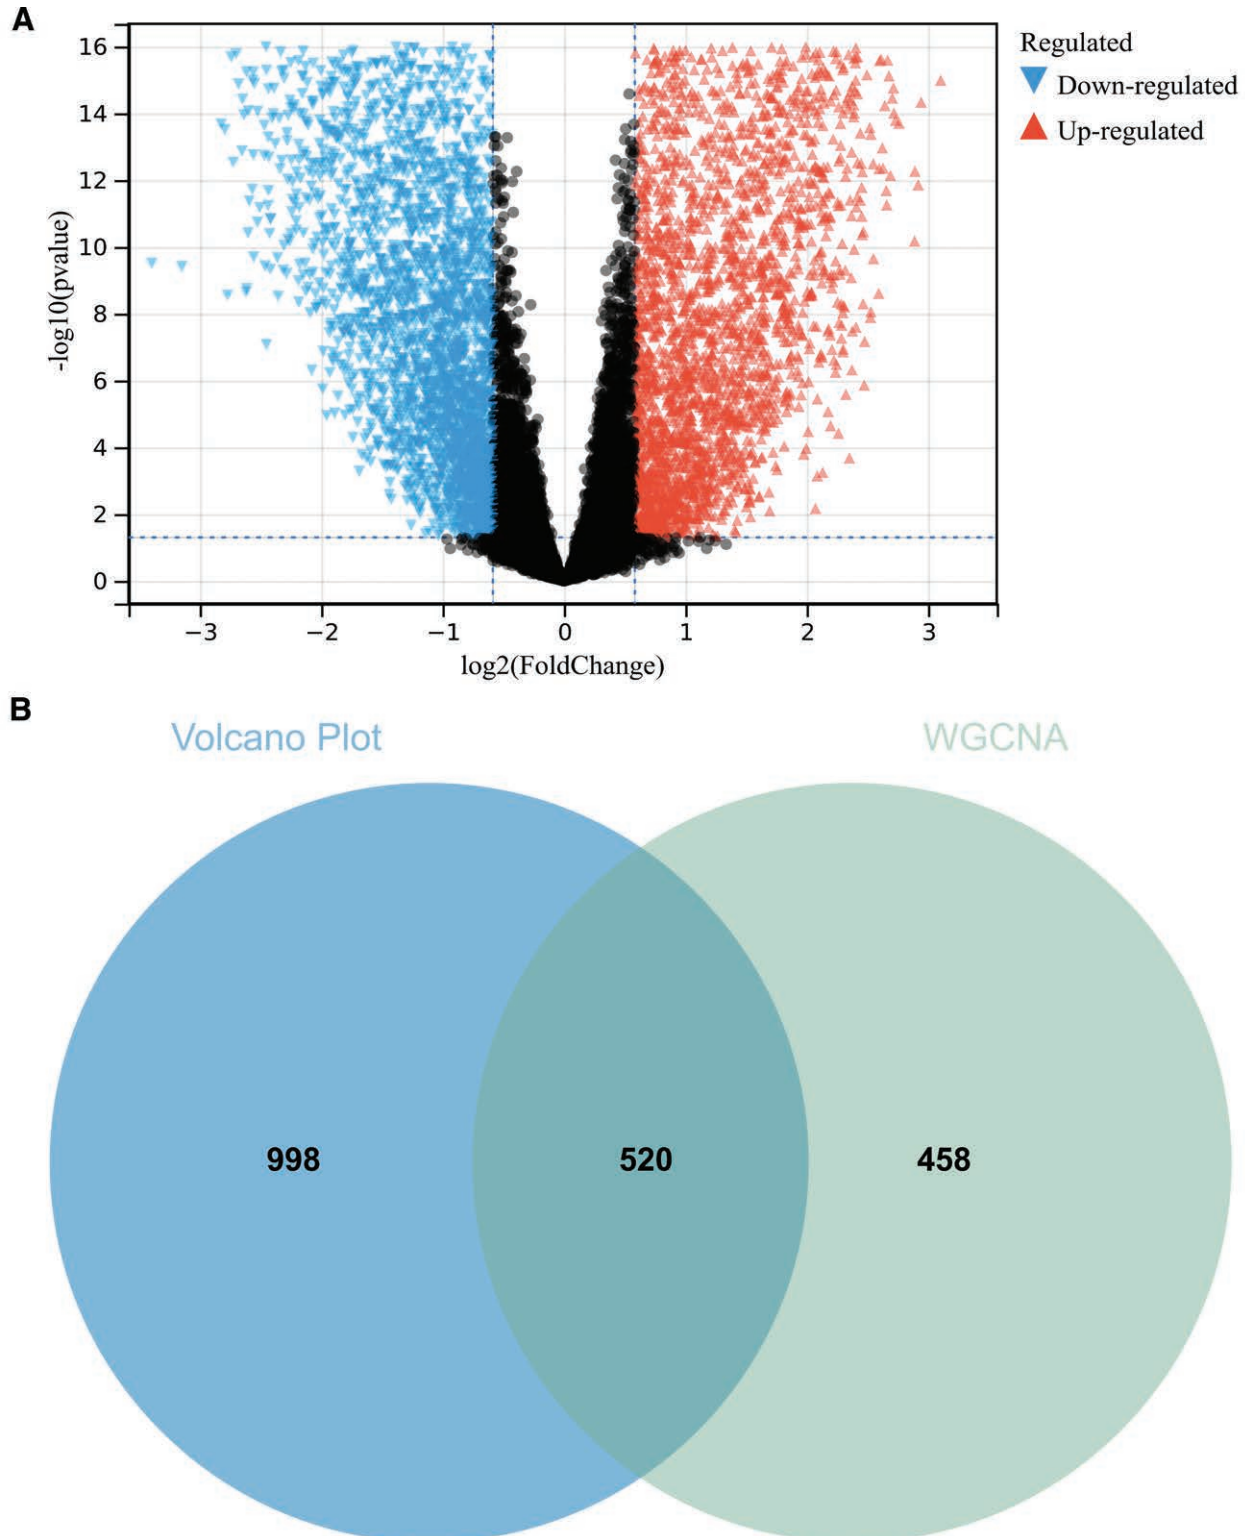 A
16
14
12
10
8
6
4
2
0
-log10(pvalue)
−3 −2 −1 0 1 2 3
log2(FoldChange)
Regulated
Down-regulated
Up-regulated
B
Volcano Plot WGCNA
998 520 458